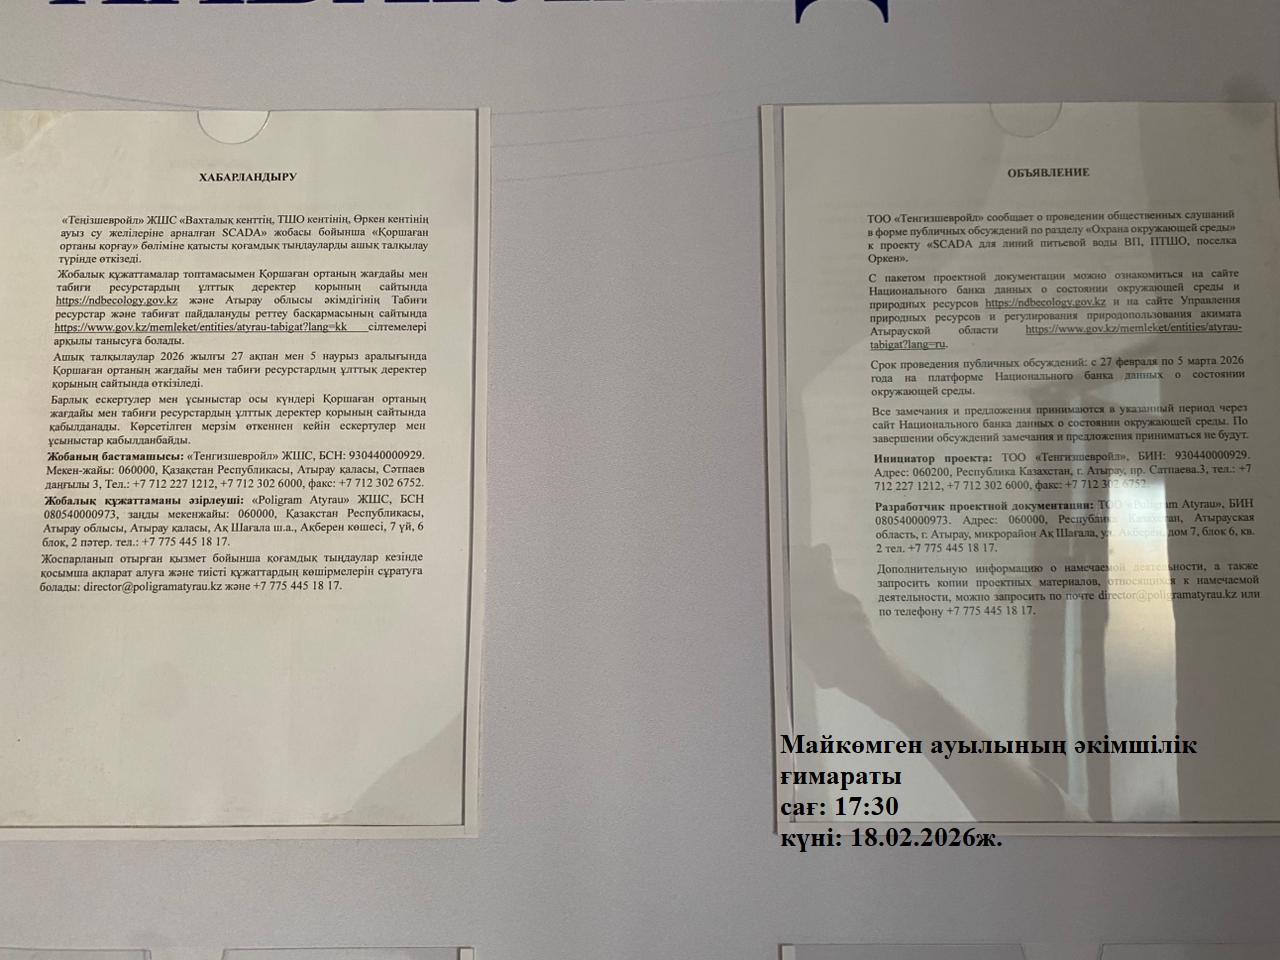 ХАБАРЛАНДЫРУ
«Теңізшевройл» ЖШС «Вахталық кенттің, ТШО кентінің, Өркен кентінің
ауыз су желілеріне арналған SCADA» жобасы бойынша «Қоршаған
ортаны қорғау» бөліміне қатысты қоғамдық тыңдауларды ашық талқылау
түрінде өткізеді.
Жобалық құжаттамалар топтамасымен Қоршаған ортаның жағдайы мен
табиғи ресурстардың ұлттық деректер қорының сайтында
https://ndbecology.gov.kz және Атырау облысы әкімдігінің Табиғи
ресурстар және табиғат пайдалануды реттеу басқармасының сайтында
https://www.gov.kz/memleket/entities/atyrau-tabigat?lang=kk сілтемелері
арқылы танысуға болады.
Ашық талқылаулар 2026 жылғы 27 ақпан мен 5 наурыз аралығында
Қоршаған ортаның жағдайы мен табиғи ресурстардың ұлттық деректер
қорының сайтында өткізіледі.
Барлық ескертулер мен ұсыныстар осы күндері Қоршаған ортаның
жағдайы мен табиғи ресурстардың ұлттық деректер қорының сайтында
қабылданады. Көрсетілген мерзім өткеннен кейін ескертулер мен
ұсыныстар қабылданбайды.
Жобаның бастамашысы: «Тенгизшевройл» ЖШС, БСН: 930440000929.
Мекен-жайы: 060000, Қазақстан Республикасы, Атырау қаласы, Сәтпаев
даңғылы 3, Тел.: +7 712 227 1212, +7 712 302 6000, факс: +7 712 302 6752.
Жобалық құжаттаманы әзірлеуші: «Poligram Atyrau» ЖШС, БСН
080540000973, заңды мекенжайы: 060000, Қазақстан Республикасы,
Атырау облысы, Атырау қаласы, Ақ Шағала ш.а., Ақберен көшесі, 7 үй, 6
блок, 2 пәтер. тел.: +7 775 445 18 17.
Жоспарланып отырған қызмет бойынша қоғамдық тыңдаулар кезінде
қосымша ақпарат алуға және тиісті құжаттардың көшірмелерін сұратуға
болады: director@poligramatyrau.kz және +7 775 445 18 17.
ОБЪЯВЛЕНИЕ
ТОО «Тенгизшевройл» сообщает о проведении общественных слушаний
в форме публичных обсуждений по разделу «Охрана окружающей среды»
к проекту «SCADA для линий питьевой воды ВП, ПТШО, поселка
Оркен».
С пакетом проектной документации можно ознакомиться на сайте
Национального банка данных о состоянии окружающей среды и
природных ресурсов https://ndbecology.gov.kz и на сайте Управления
природных ресурсов и регулирования природопользования акимата
Атырауской области https://www.gov.kz/memleket/entities/atyrau-
tabigat?lang=ru.
Срок проведения публичных обсуждений: с 27 февраля по 5 марта 2026
года на платформе Национального банка данных о состоянии
окружающей среды.
Все замечания и предложения принимаются в указанный период через
сайт Национального банка данных о состоянии окружающей среды. По
завершении обсуждений замечания и предложения приниматься не будут.
Инициатор проекта: ТОО «Тенгизшевройл», БИН: 930440000929.
Адрес: 060200, Республика Казахстан, г. Атырау, пр. Сатпаева.3, тел.: +7
712 227 1212, +7 712 302 6000, факс: +7 712 302 6752.
Разработчик проектной документации: ТОО «Poligram Atyrau», БИН
080540000973. Адрес: 060000, Республика Казахстан, Атырауская
область, г. Атырау, микрорайон Ақ Шағала, ул. Ақберен, дом 7, блок 6, кв.
2 тел. +7 775 445 18 17.
Дополнительную информацию о намечаемой деятельности, а также
запросить копии проектных материалов, относящихся к намечаемой
деятельности, можно запросить по почте director@poligramatyrau.kz или
по телефону +7 775 445 18 17.
Майкөмген ауылының әкімшілік
ғимараты
сағ: 17:30
күні: 18.02.2026ж.